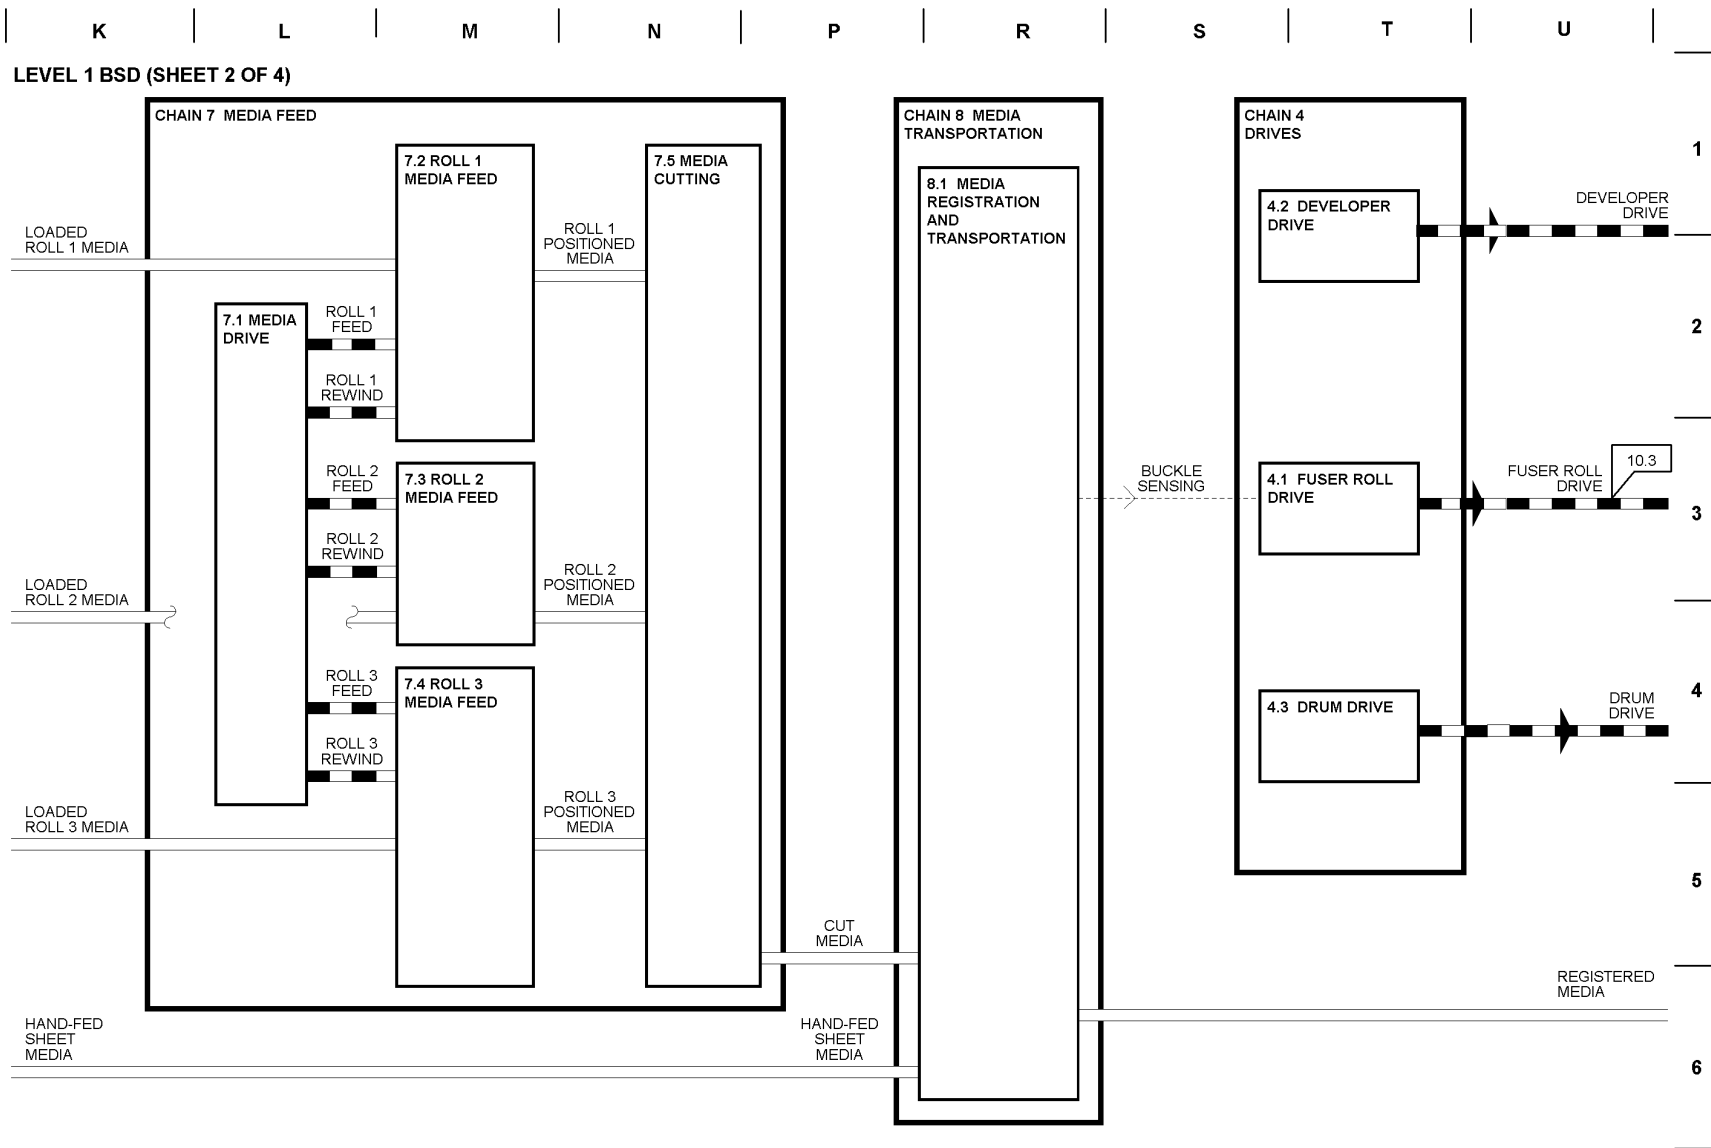 K L M N P R S T U
LEVEL 1 BSD (SHEET 2 OF 4)
CHAIN 7 MEDIA FEED
7.2 ROLL 1
MEDIA FEED
7.5 MEDIA
CUTTING
LOADED
ROLL 1 MEDIA
ROLL 1
POSITIONED
MEDIA
7.1 MEDIA
DRIVE
ROLL 1
FEED
ROLL 1
REWIND
7.3 ROLL 2
MEDIA FEED
ROLL 2
FEED
ROLL 2
REWIND
LOADED
ROLL 2 MEDIA
ROLL 2
POSITIONED
MEDIA
7.4 ROLL 3
MEDIA FEED
ROLL 3
FEED
ROLL 3
REWIND
LOADED
ROLL 3 MEDIA
ROLL 3
POSITIONED
MEDIA
CUT
MEDIA
HAND-FED
SHEET
MEDIA
HAND-FED
SHEET
MEDIA
CHAIN 8 MEDIA
TRANSPORTATION
8.1 MEDIA
REGISTRATION
AND
TRANSPORTATION
BUCKLE
SENSING
CHAIN 4
DRIVES
4.2 DEVELOPER
DRIVE
DEVELOPER
DRIVE
4.1 FUSER ROLL
DRIVE
FUSER ROLL
DRIVE
10.3
4.3 DRUM DRIVE
DRUM
DRIVE
REGISTERED
MEDIA
1
2
3
4
5
6